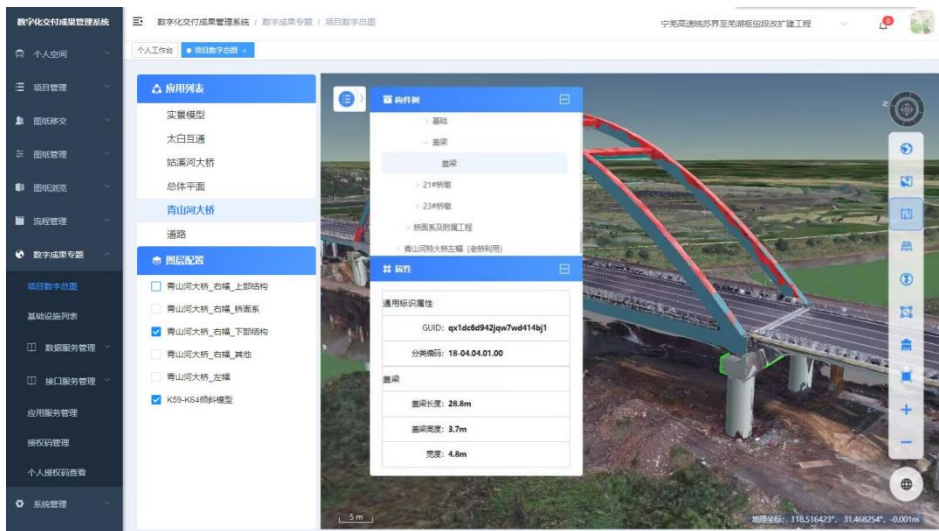 数字化交付成果管理系统
数字化交付成果管理系统 / 数字成果专题 / 项目数字总图
宁芜高速皖苏界至芜湖枢纽段改扩建工程
个人空间
项目管理
图纸移交
图纸管理
图纸浏览
流程管理
数字成果专题
项目数字总图
基础设施列表
数据服务管理
接口服务管理
应用服务管理
授权码管理
个人授权码查看
系统管理
个人工作台
项目数字总图 ×
应用列表
实景模型
太白互通
姑溪河大桥
总体平面
青山河大桥
道路
图层配置
青山河大桥_右幅_上部结构
青山河大桥_右幅_桥面系
青山河大桥_右幅_下部结构
青山河大桥_右幅_其他
青山河大桥_左幅
K59-K64倾斜模型
构件树
基础
盖梁
盖梁
21#桥墩
23#桥墩
桥面系及附属工程
青山河特大桥左幅（老桥利用）
属性
通用标识属性
GUID: qx1dc6d942jqw7wd414bj1
分类编码: 18-04.04.01.00
盖梁
盖梁长度: 28.8m
盖梁高度: 3.7m
宽度: 4.8m
N
5 m
地理坐标: 118.516423°, 31.468254°, -0.001m